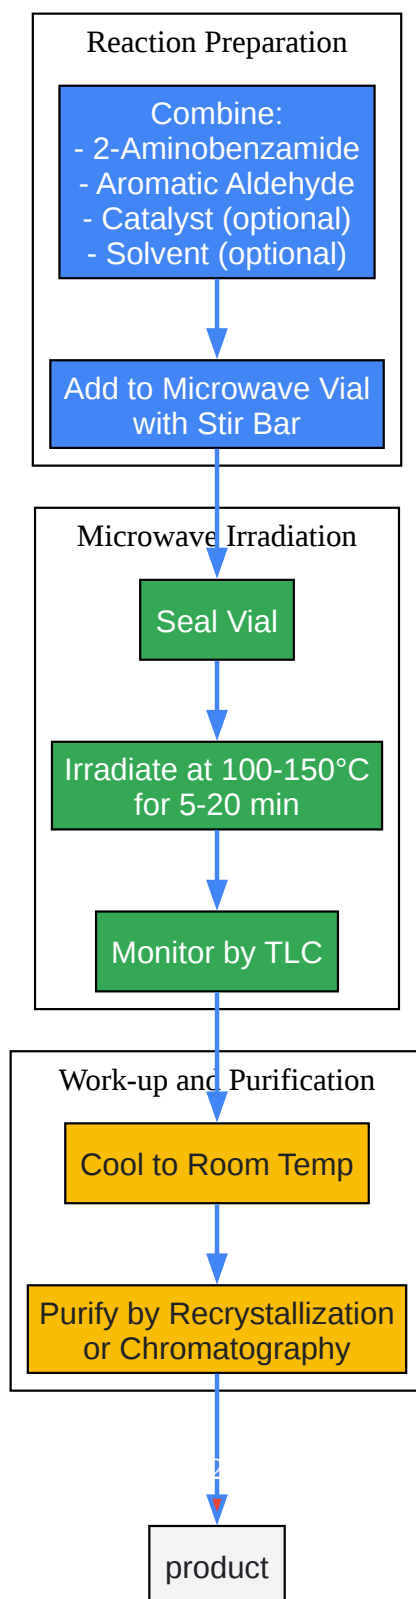 Reaction Preparation
Combine:
- 2-Aminobenzamide
- Aromatic Aldehyde
- Catalyst (optional)
- Solvent (optional)
Add to Microwave Vial
with Stir Bar
Microwave Irradiation
Seal Vial
Irradiate at 100-150°C
for 5-20 min
Monitor by TLC
Work-up and Purification
Cool to Room Temp
Purify by Recrystallization
or Chromatography
product